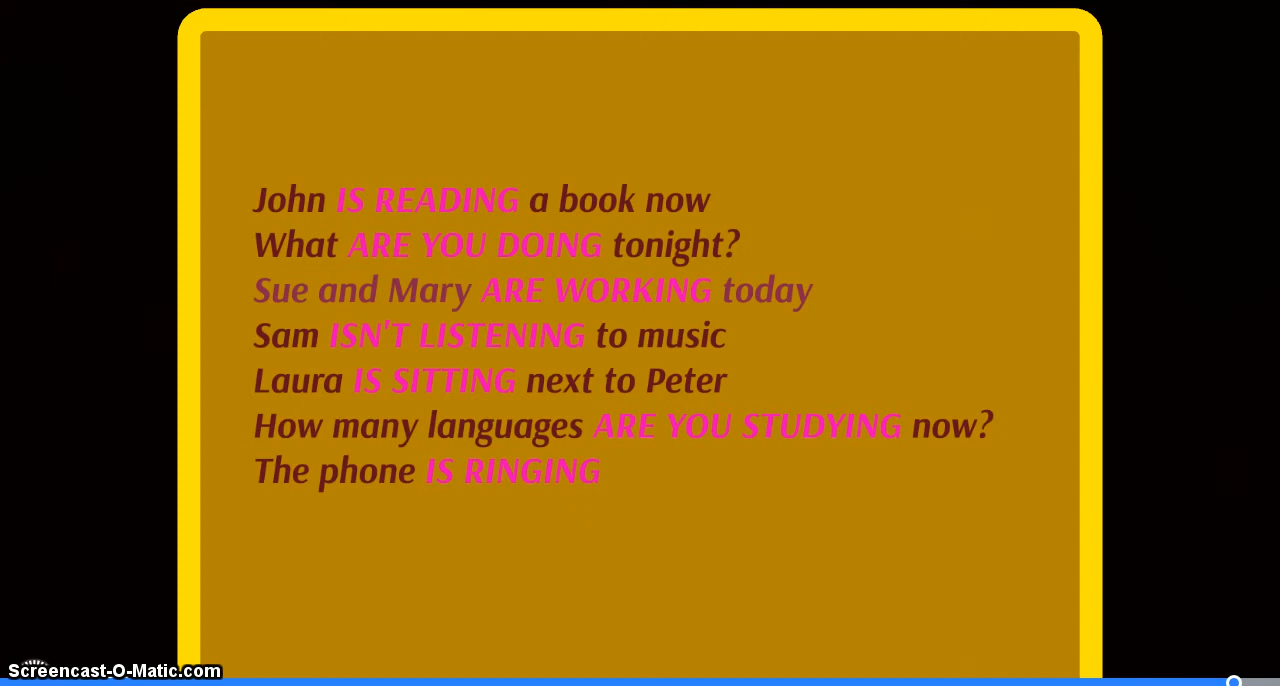 John IS READING a book now
What ARE YOU DOING tonight?
Sue and Mary ARE WORKING today
Sam ISN'T LISTENING to music
Laura IS SITTING next to Peter
How many languages ARE YOU STUDYING now?
The phone IS RINGING
Screencast-O-Matic.com